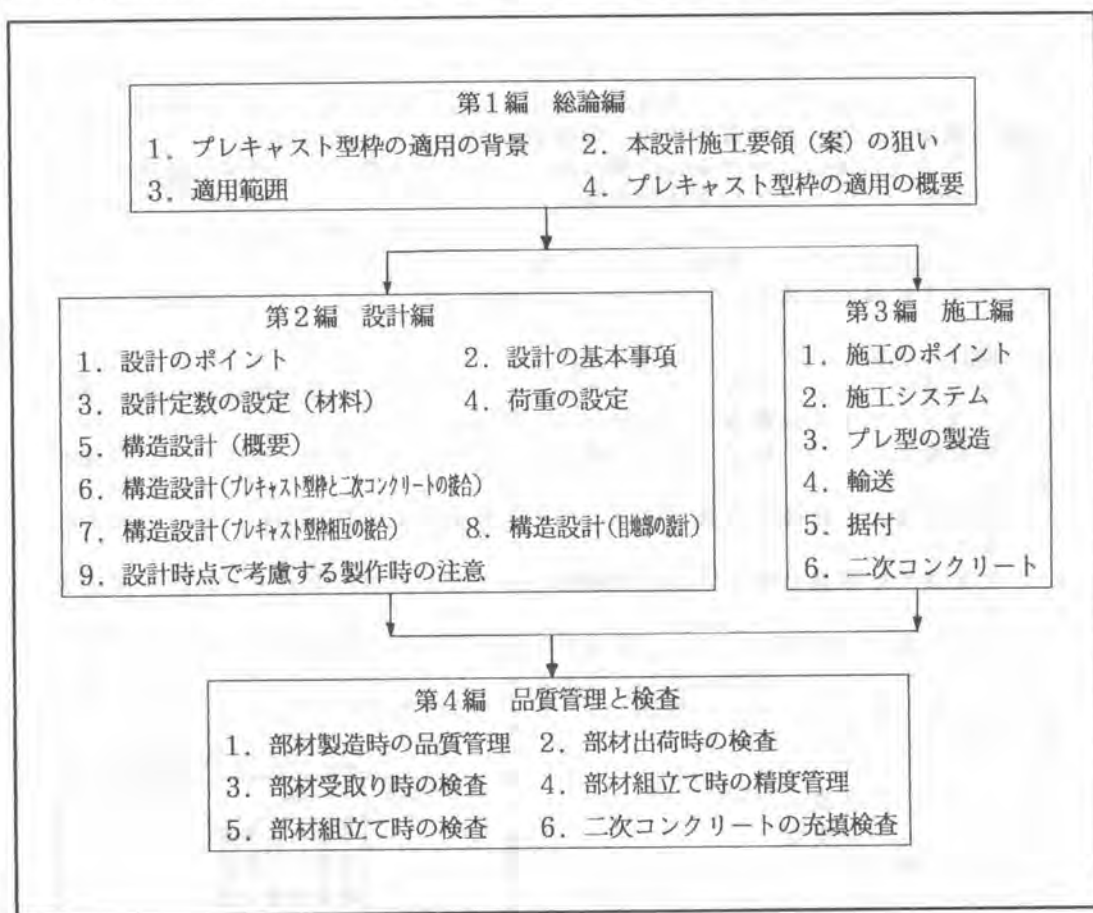 第1編 総論編
1．プレキャスト型枠の適用の背景 2．本設計施工要領（案）の狙い
3．適用範囲 4．プレキャスト型枠の適用の概要
第2編 設計編
1．設計のポイント 2．設計の基本事項
3．設計定数の設定（材料） 4．荷重の設定
5．構造設計（概要）
6．構造設計（プレキャスト型枠と二次コンクリートの接合）
7．構造設計（プレキャスト型枠相互の接合） 8．構造設計（目地部の設計）
9．設計時点で考慮する製作時の注意
第3編 施工編
1．施工のポイント
2．施工システム
3．プレ型の製造
4．輸送
5．据付
6．二次コンクリート
第4編 品質管理と検査
1．部材製造時の品質管理 2．部材出荷時の検査
3．部材受取り時の検査 4．部材組立て時の精度管理
5．部材組立て時の検査 6．二次コンクリートの充填検査